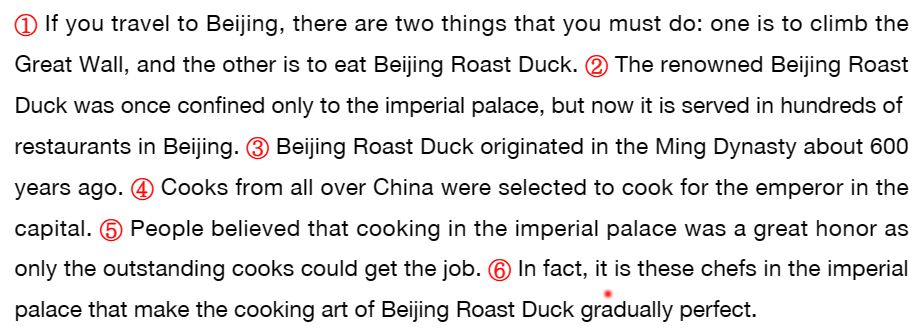 ① If you travel to Beijing, there are two things that you must do: one is to climb the
Great Wall, and the other is to eat Beijing Roast Duck. ② The renowned Beijing Roast
Duck was once confined only to the imperial palace, but now it is served in hundreds of
restaurants in Beijing. ③ Beijing Roast Duck originated in the Ming Dynasty about 600
years ago. ④ Cooks from all over China were selected to cook for the emperor in the
capital. ⑤ People believed that cooking in the imperial palace was a great honor as
only the outstanding cooks could get the job. ⑥ In fact, it is these chefs in the imperial
palace that make the cooking art of Beijing Roast Duck gradually perfect.